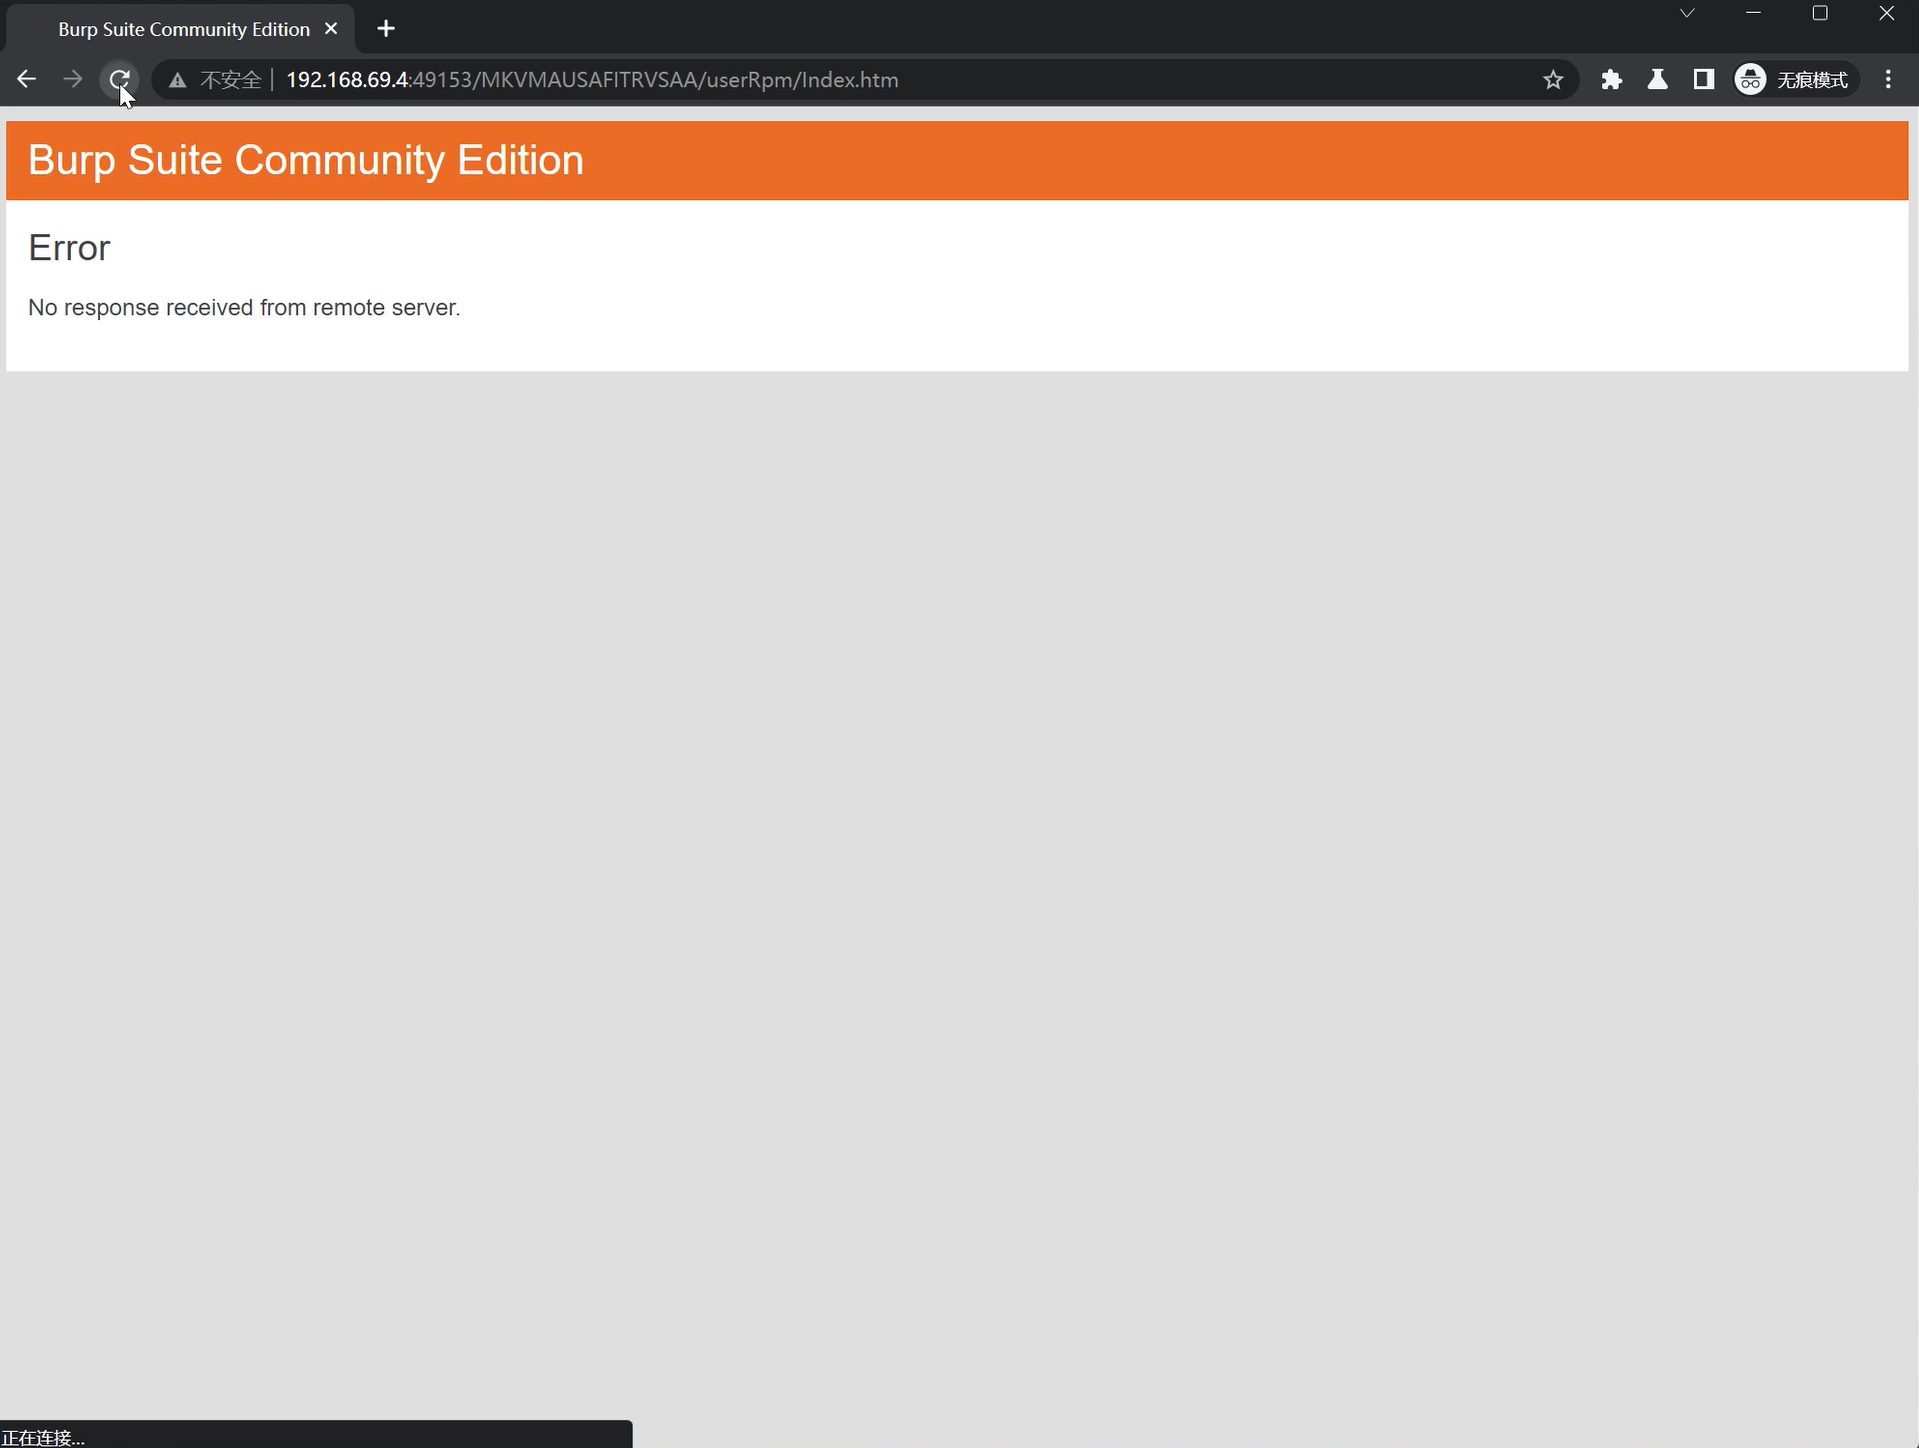 Burp Suite Community Edition
不安全 192.168.69.4:49153/MKVMAUSAFITRVSAA/userRpm/Index.htm 无痕模式
Burp Suite Community Edition
Error
No response received from remote server.
正在连接...